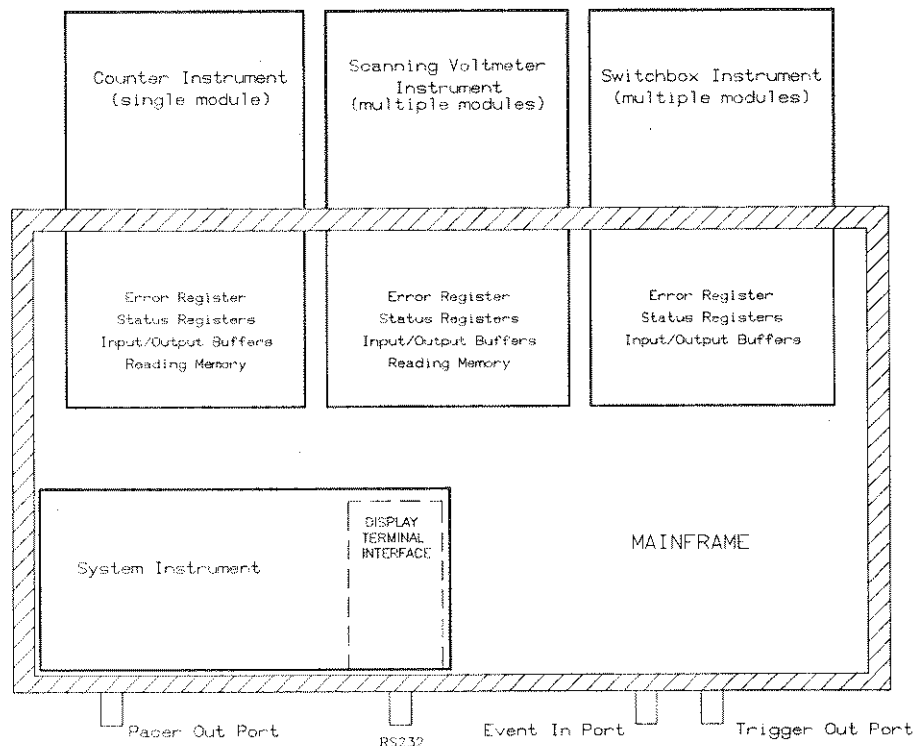 Counter Instrument
(single module)
Scanning Voltmeter
Instrument
(multiple modules)
Switchbox Instrument
(multiple modules)
Error Register
Status Registers
Input/Output Buffers
Reading Memory
Error Register
Status Registers
Input/Output Buffers
Reading Memory
Error Register
Status Registers
Input/Output Buffers
System Instrument
DISPLAY
TERMINAL
INTERFACE
MAINFRAME
Pacer Out Port
RS232
Event In Port
Trigger Out Port